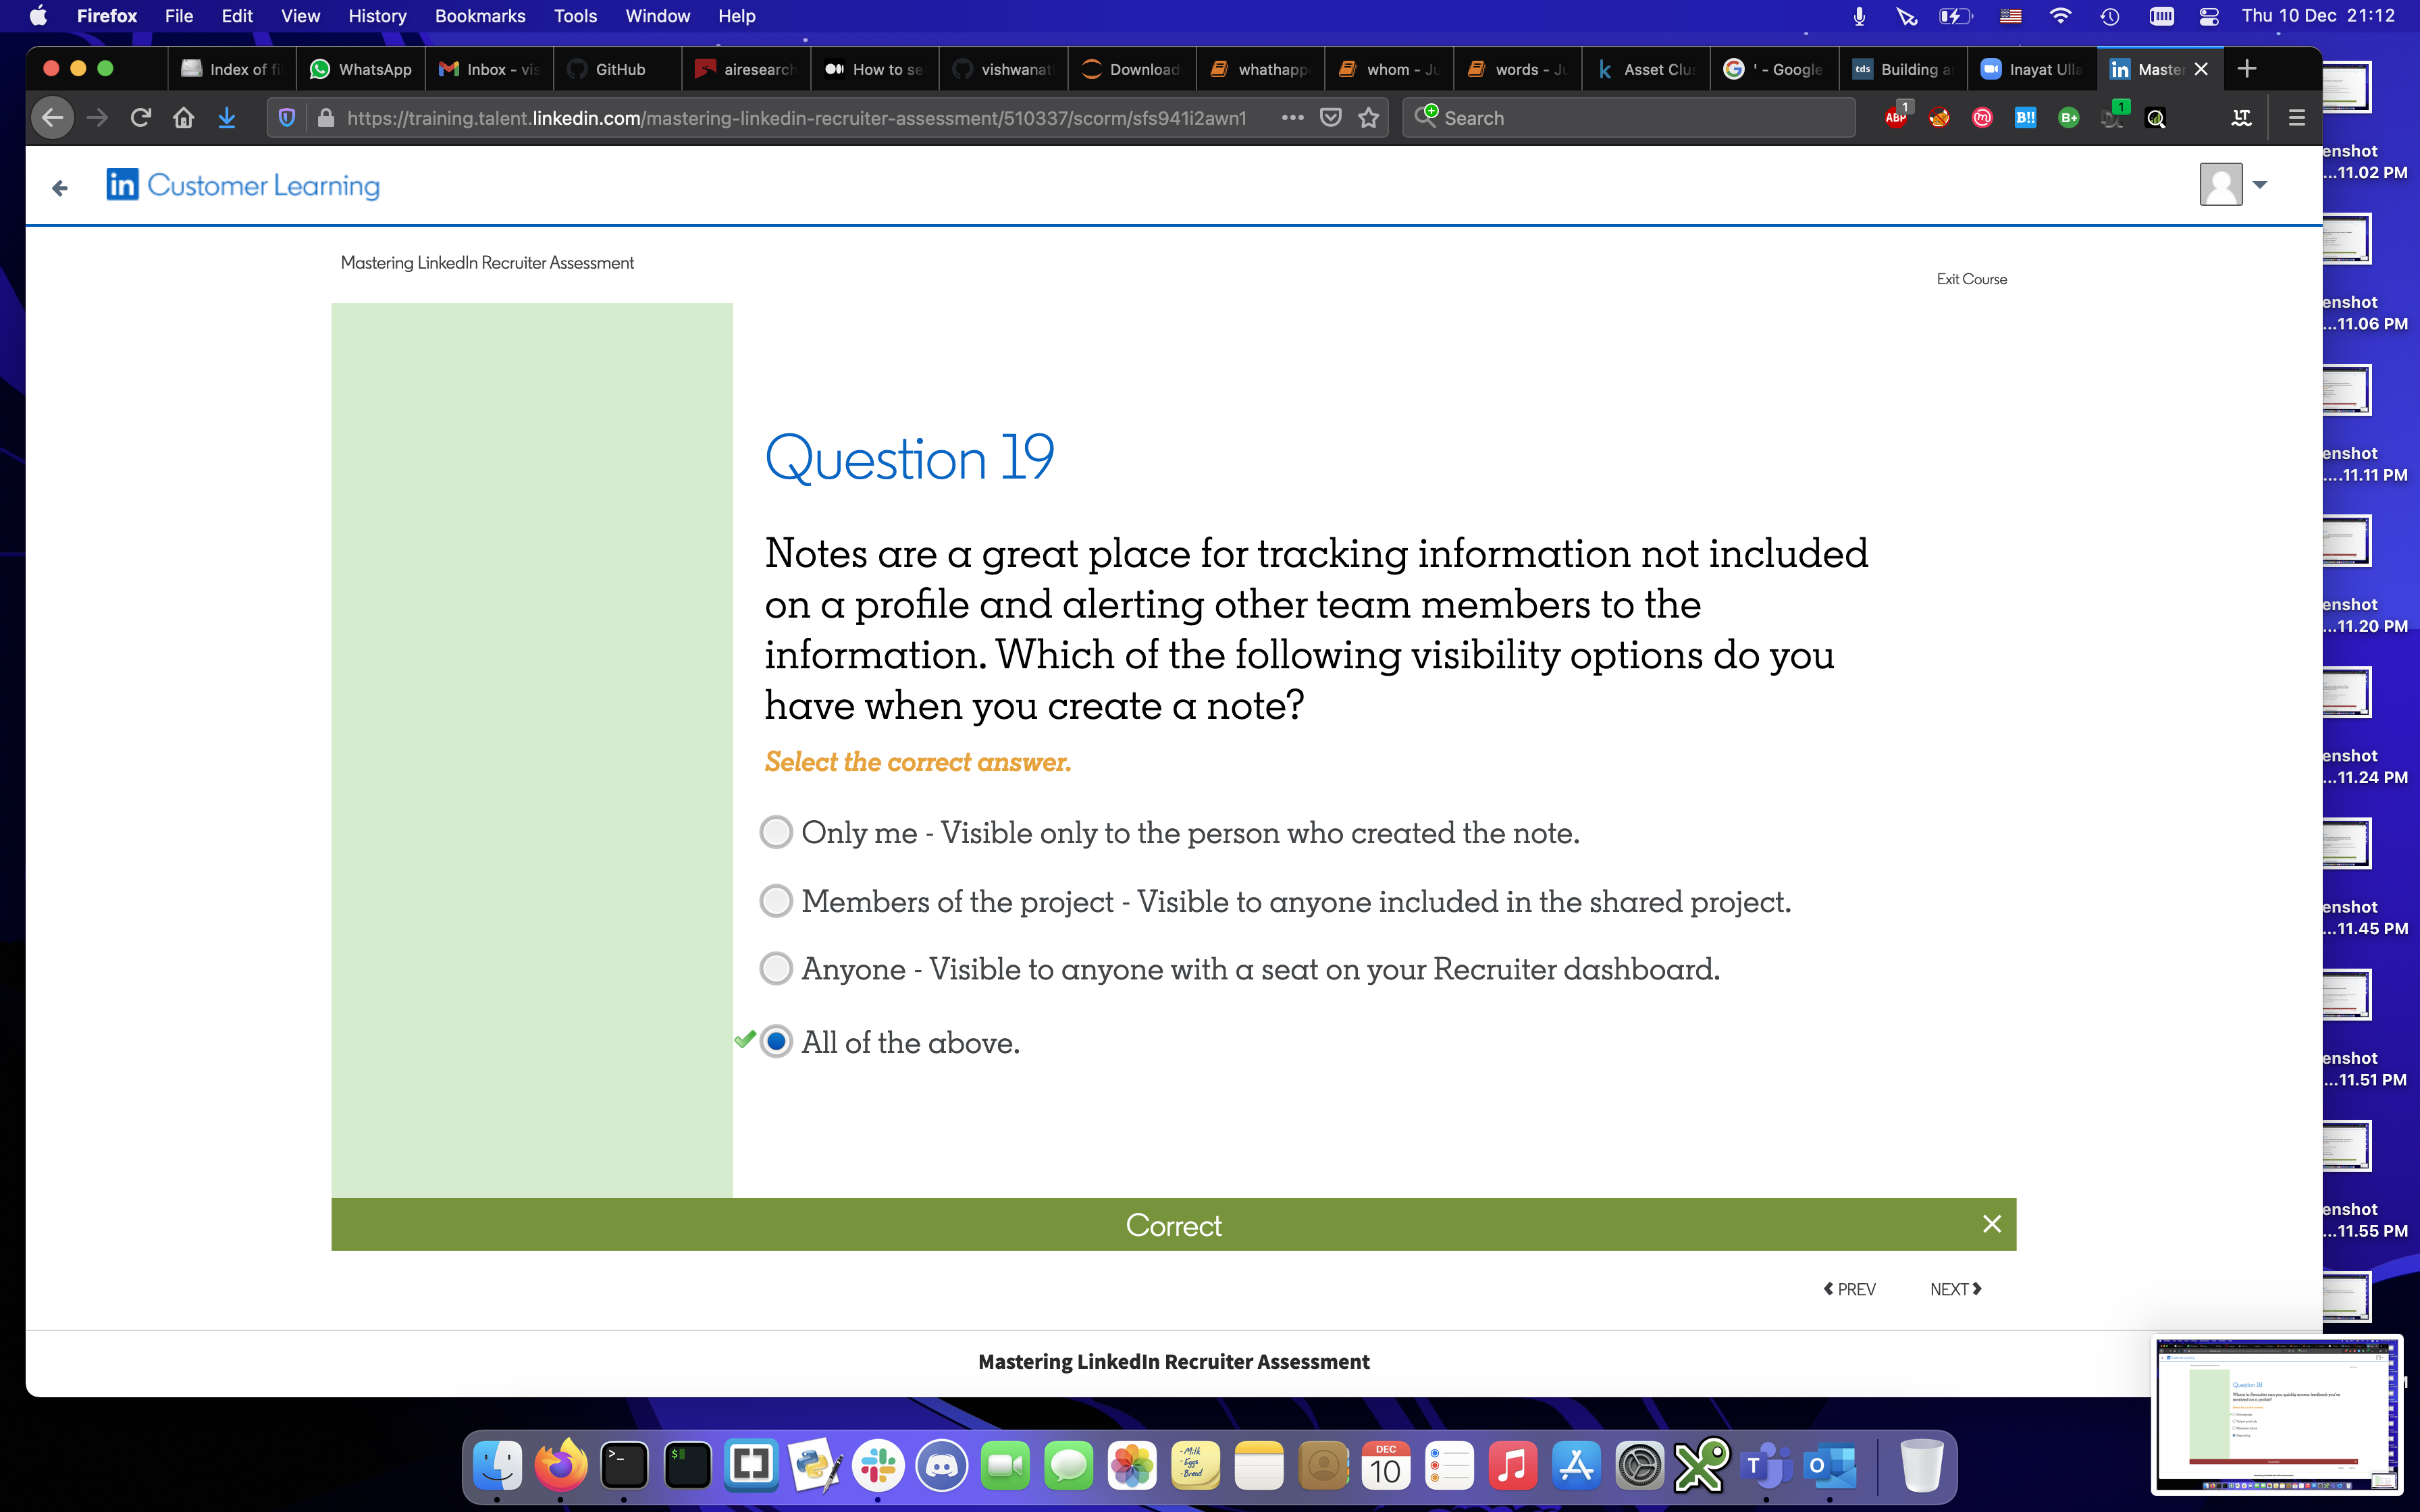 Firefox File Edit View History Bookmarks Tools Window Help Thu 10 Dec 21:12
Index of fi WhatsApp Inbox - vis GitHub airesearch How to se vishwanat Download whathapp whom - Ju words - Ju Asset Clus ' - Google Building a Inayat Ulla Master
https://training.talent.linkedin.com/mastering-linkedin-recruiter-assessment/510337/scorm/sfs941i2awn1 Search
in Customer Learning
Mastering LinkedIn Recruiter Assessment
Exit Course
Question 19
Notes are a great place for tracking information not included
on a profile and alerting other team members to the
information. Which of the following visibility options do you
have when you create a note?
Select the correct answer.
Only me - Visible only to the person who created the note.
Members of the project - Visible to anyone included in the shared project.
Anyone - Visible to anyone with a seat on your Recruiter dashboard.
All of the above.
Correct
PREV NEXT
Mastering LinkedIn Recruiter Assessment
enshot
...11.02 PM
enshot
...11.06 PM
enshot
....11.11 PM
enshot
...11.20 PM
enshot
...11.24 PM
enshot
...11.45 PM
enshot
...11.51 PM
enshot
...11.55 PM
Question 18
DEC
10